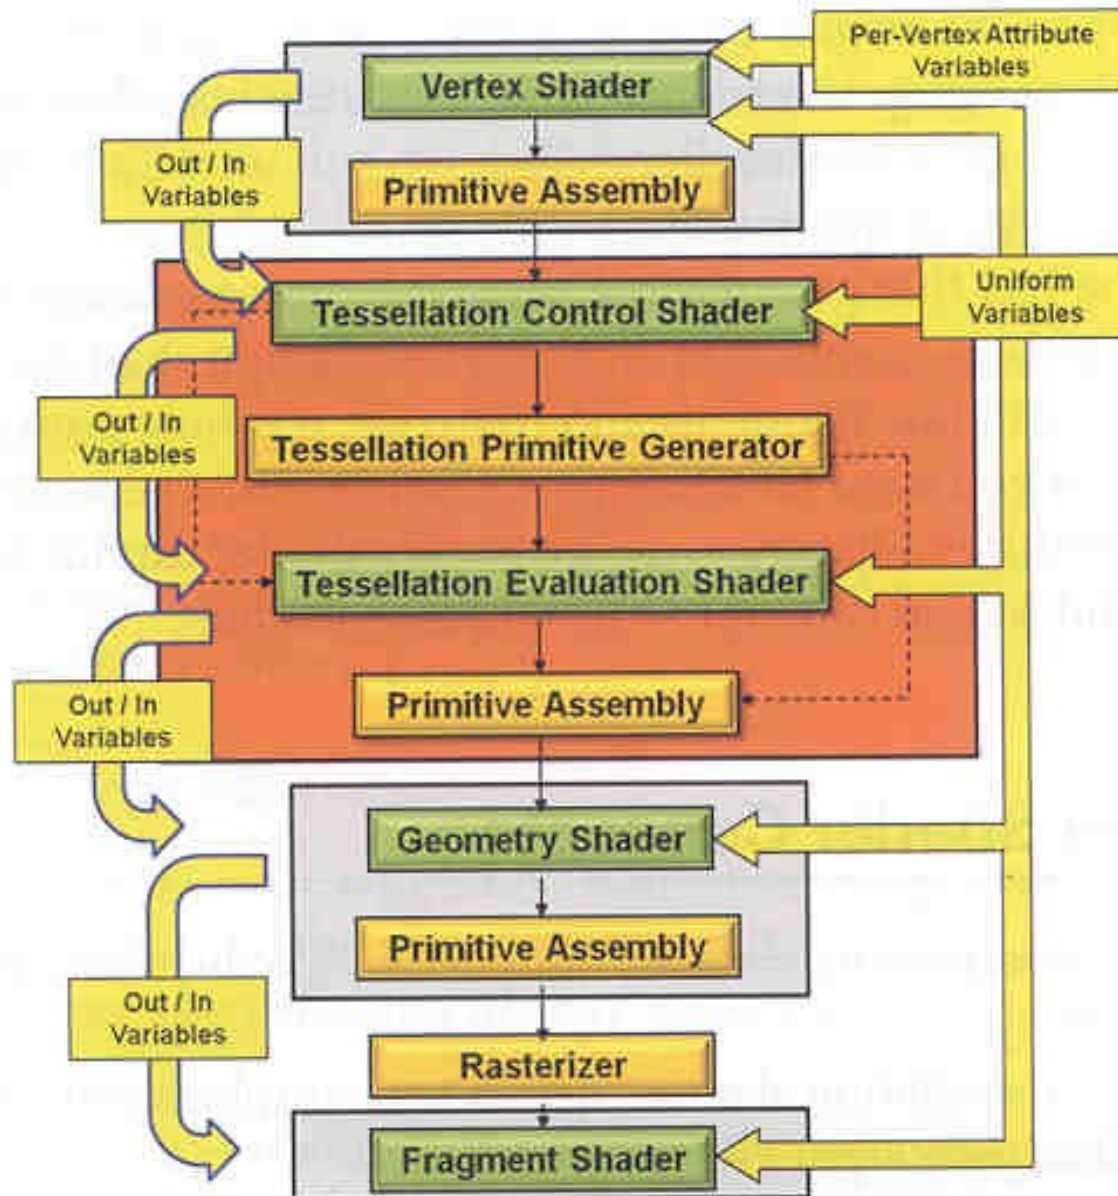 Per-Vertex Attribute
Variables
Vertex Shader
Out / In
Variables
Primitive Assembly
Uniform
Variables
Tessellation Control Shader
Out / In
Variables
Tessellation Primitive Generator
Tessellation Evaluation Shader
Out / In
Variables
Primitive Assembly
Geometry Shader
Primitive Assembly
Out / In
Variables
Rasterizer
Fragment Shader